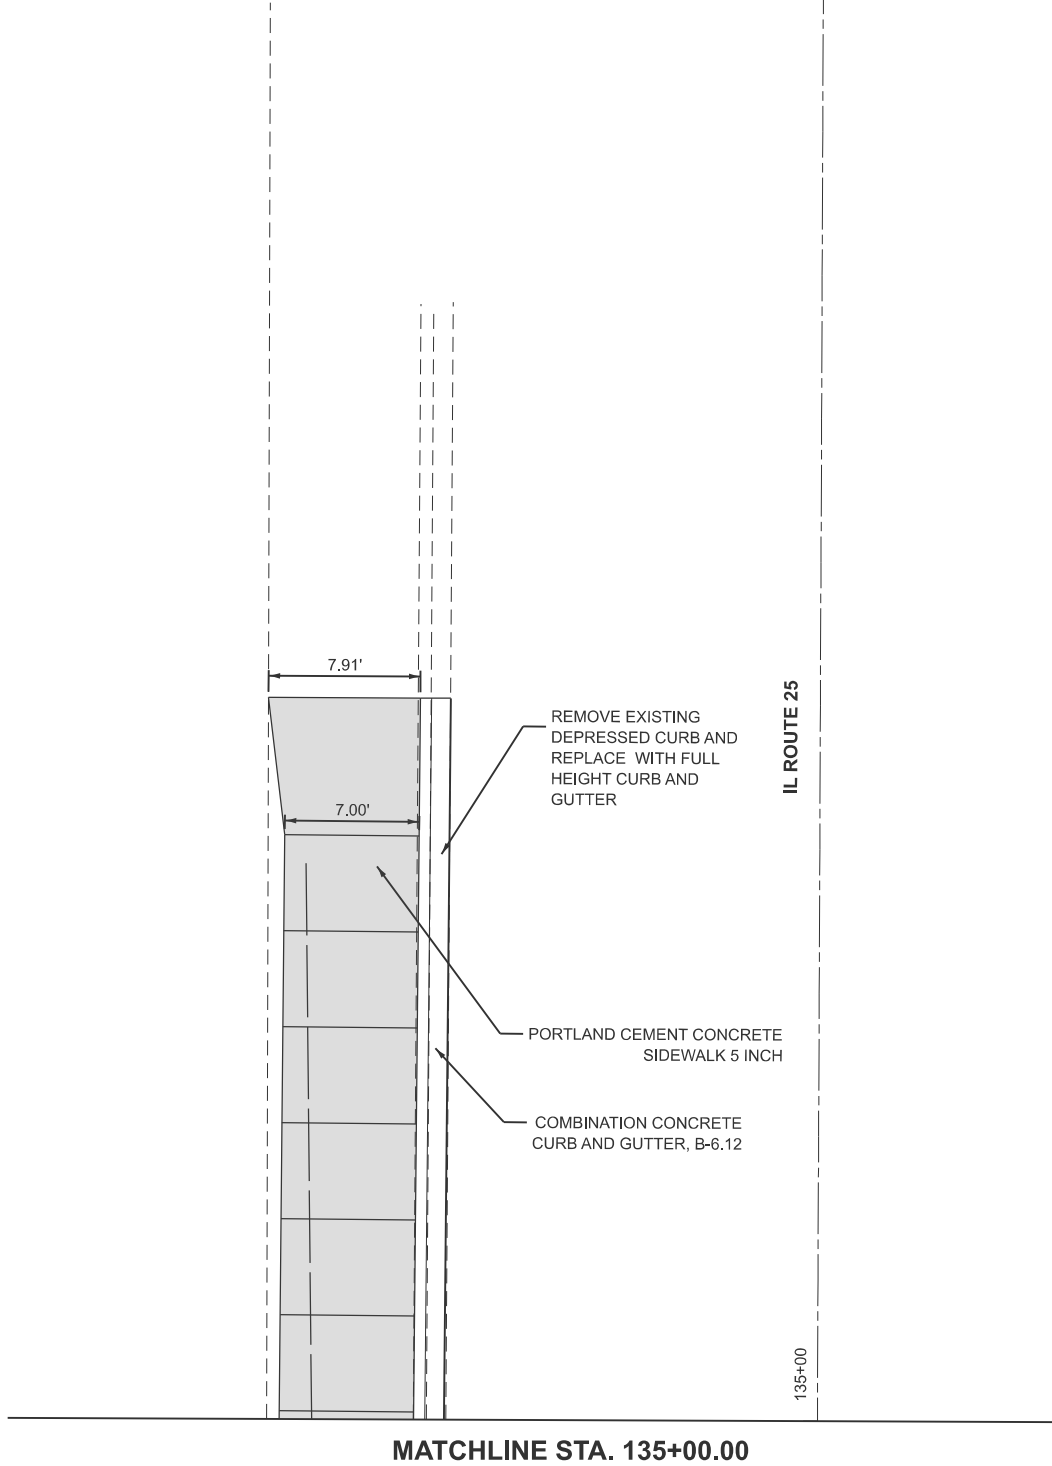 7.91'
REMOVE EXISTING
DEPRESSED CURB AND
REPLACE WITH FULL
HEIGHT CURB AND
GUTTER
IL ROUTE 25
7.00'
PORTLAND CEMENT CONCRETE
SIDEWALK 5 INCH
COMBINATION CONCRETE
CURB AND GUTTER, B-6.12
135+00
MATCHLINE STA. 135+00.00